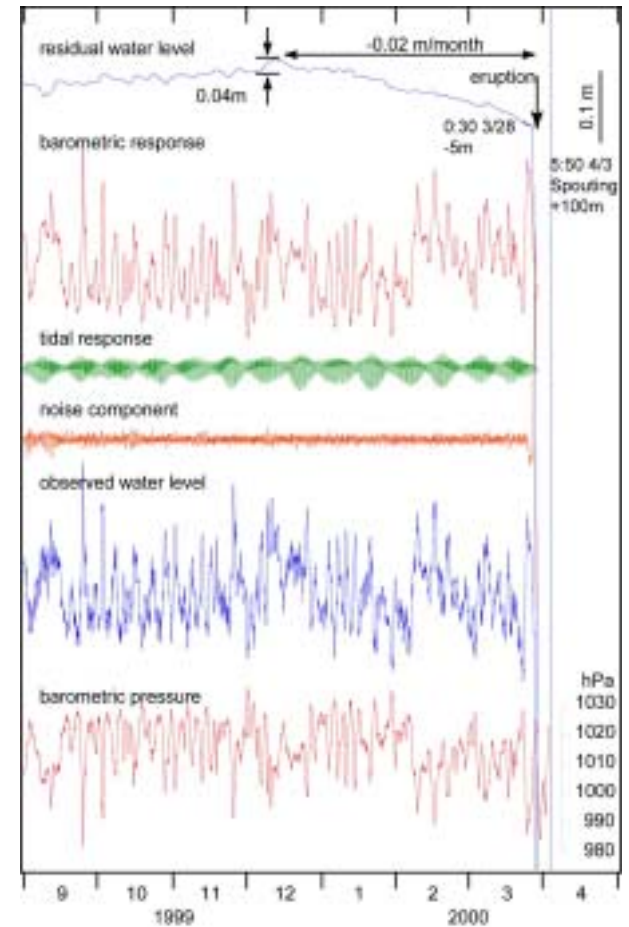 residual water level
-0.02 m/month
eruption
0.04m
0.1 m
0:30 3/28
-5m
barometric response
5:50 4/3
Spouting
+100m
tidal response
noise component
observed water level
hPa
barometric pressure
1030
1020
1010
1000
990
980
9 10 11 12 1 2 3 4
1999 2000